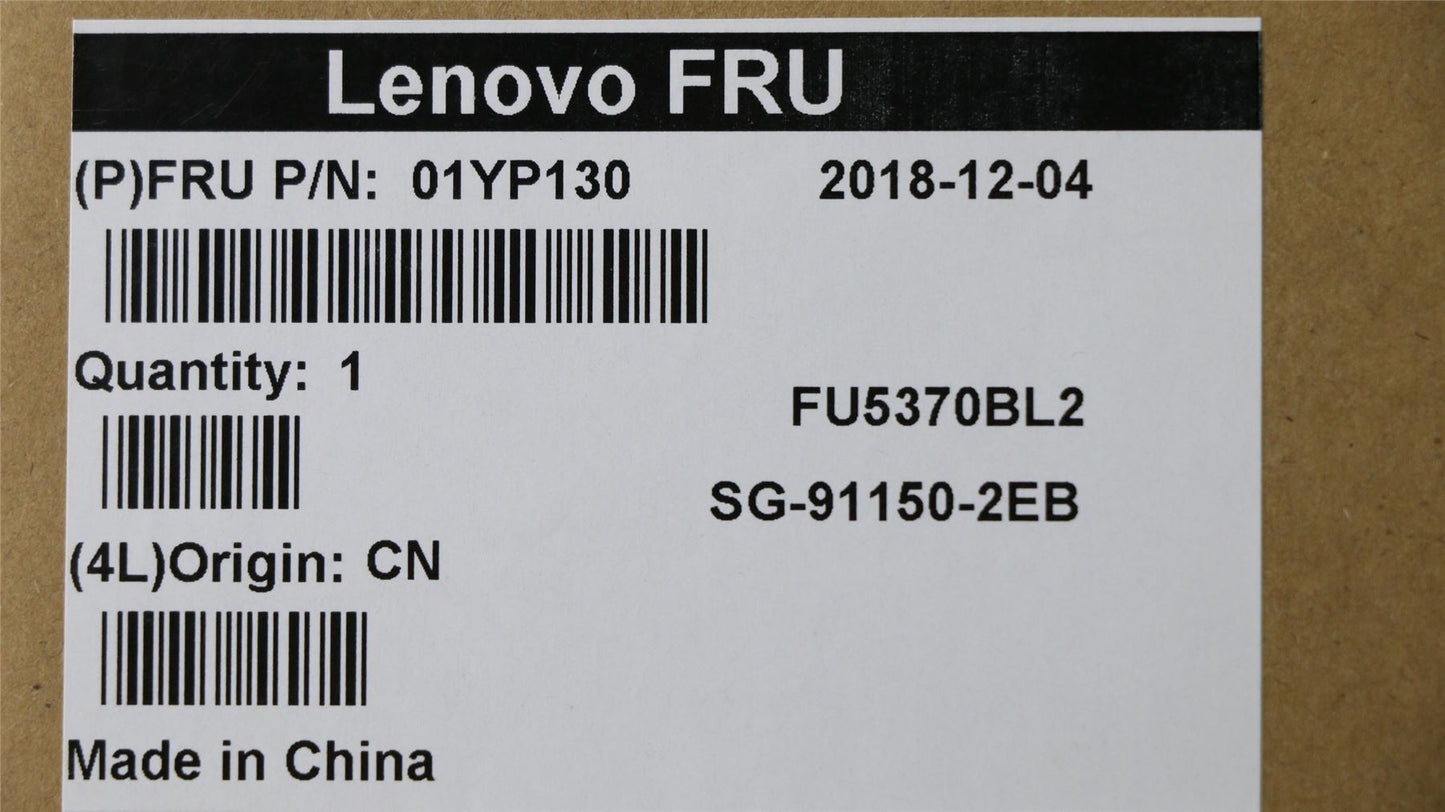 Lenovo FRU
(P)FRU P/N: 01YP130 2018-12-04
Quantity: 1
FU5370BL2
SG-91150-2EB
(4L)Origin: CN
Made in China